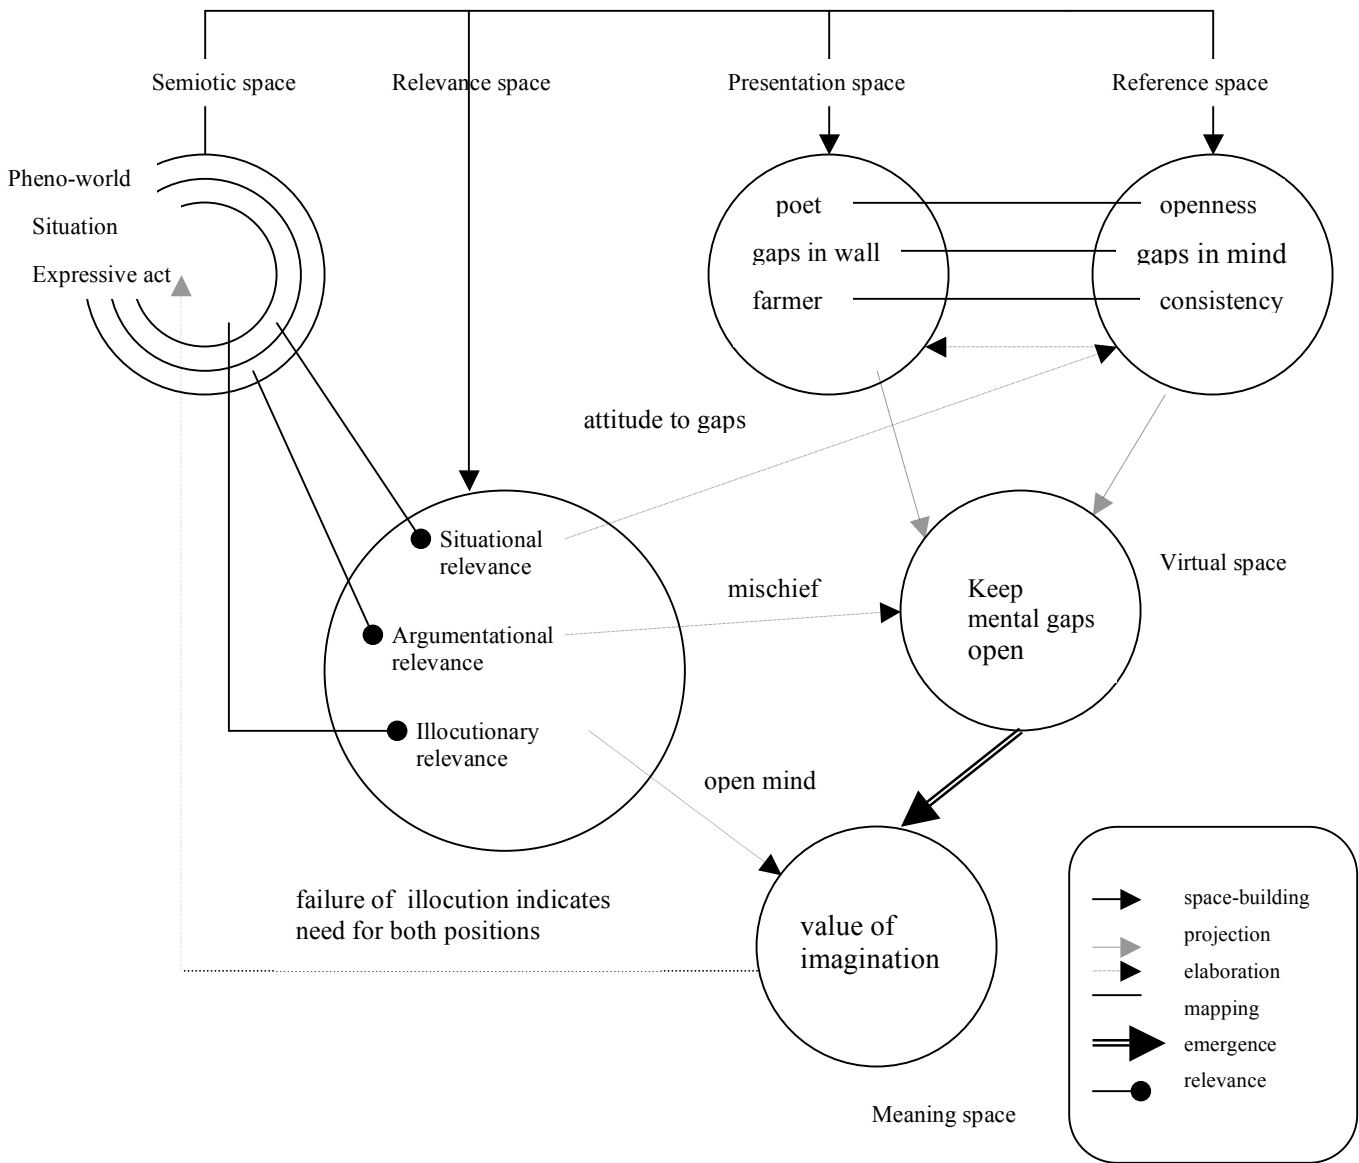 Semiotic space
Relevance space
Presentation space
Reference space
Pheno-world
Situation
Expressive act
poet
gaps in wall
farmer
openness
gaps in mind
consistency
attitude to gaps
Situational
relevance
mischief
Argumentational
relevance
Illocutionary
relevance
Keep
mental gaps
open
Virtual space
open mind
failure of illocution indicates
need for both positions
value of
imagination
Meaning space
space-building
projection
elaboration
mapping
emergence
relevance